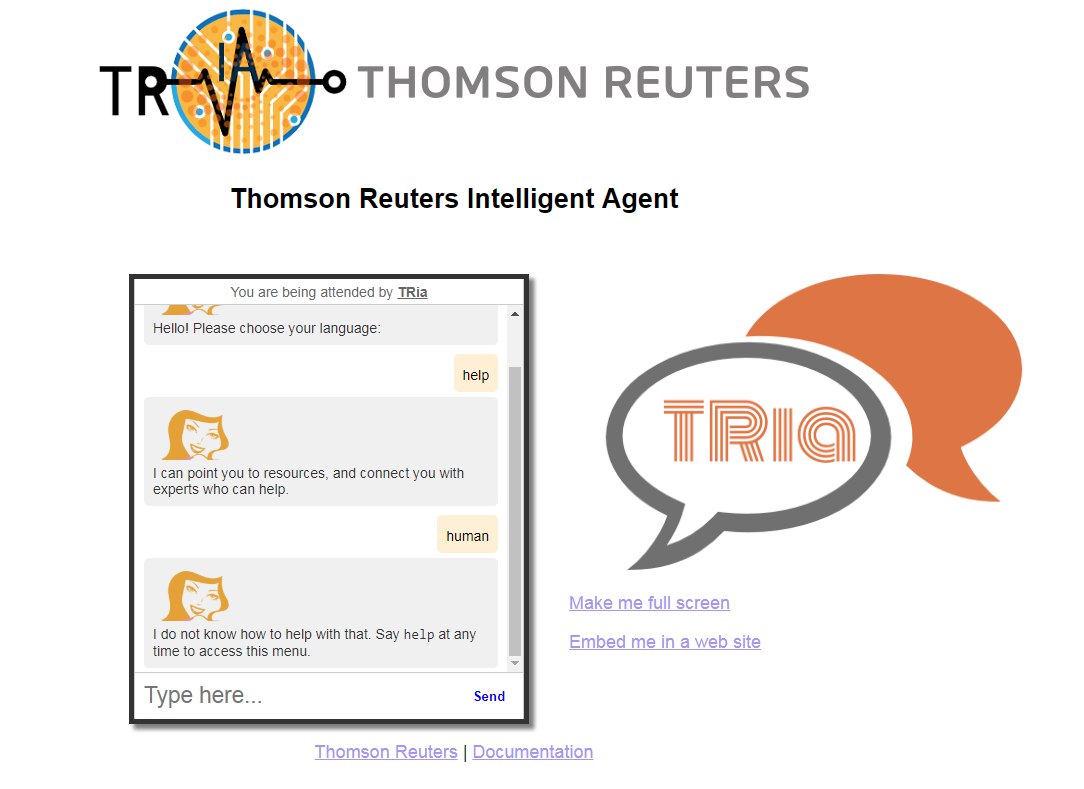 TRIA THOMSON REUTERS
Thomson Reuters Intelligent Agent
You are being attended by TRia
Hello! Please choose your language:
help
I can point you to resources, and connect you with
experts who can help.
human
I do not know how to help with that. Say help at any
time to access this menu.
Type here...
Send
TRia
Make me full screen
Embed me in a web site
Thomson Reuters | Documentation